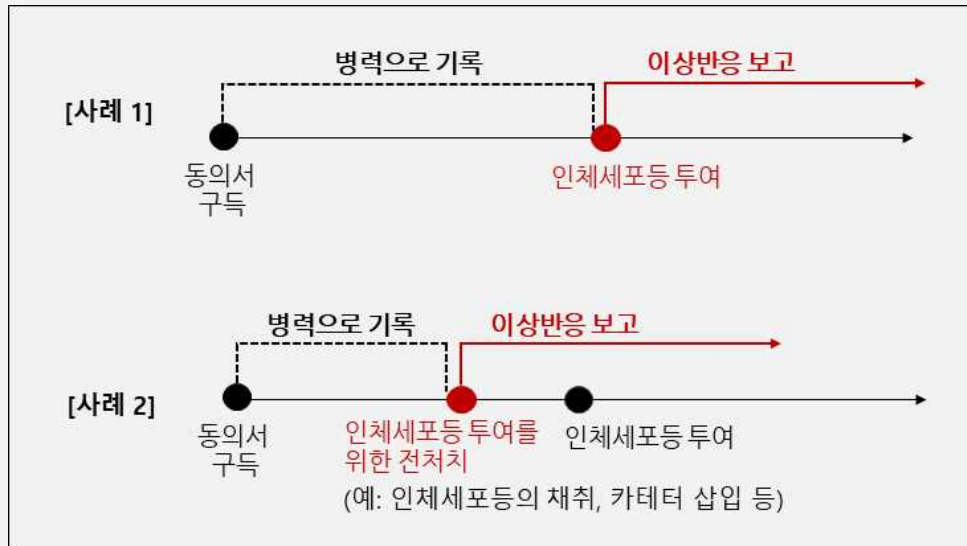 병력으로 기록
이상반응 보고
[사례 1]
동의서
구득
인체세포등 투여
병력으로 기록
이상반응 보고
[사례 2]
동의서
구득
인체세포등 투여를
위한 전처치
인체세포등 투여
(예: 인체세포등의 채취, 카테터 삽입 등)